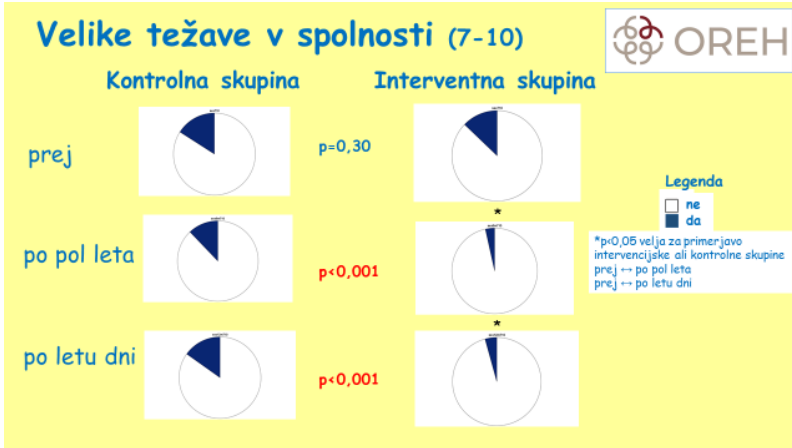 Velike težave v spolnosti (7-10)
OREH
Kontrolna skupina
Interventna skupina
prej
p=0,30
Legenda
ne
da
*
po pol leta
p<0,001
*p<0,05 velja za primerjavo
intervencijske ali kontrolne skupine
prej ↔ po pol leta
prej ↔ po letu dni
*
po letu dni
p<0,001